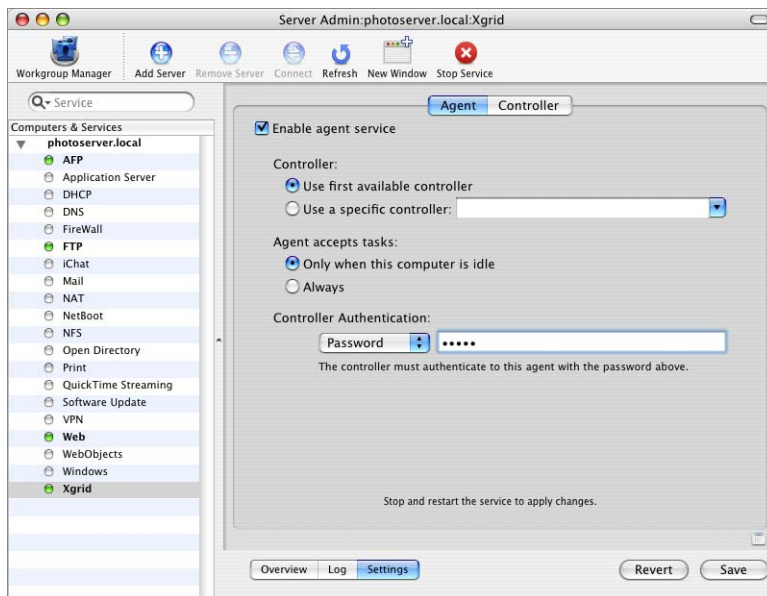 Server Admin:photoserver.local:Xgrid
Workgroup Manager Add Server Remove Server Connect Refresh New Window Stop Service
Service
Computers & Services
photoserver.local
AFP
Application Server
DHCP
DNS
FireWall
FTP
iChat
Mail
NAT
NetBoot
NFS
Open Directory
Print
QuickTime Streaming
Software Update
VPN
Web
WebObjects
Windows
Xgrid
Agent Controller
Enable agent service
Controller:
Use first available controller
Use a specific controller:
Agent accepts tasks:
Only when this computer is idle
Always
Controller Authentication:
Password •••••
The controller must authenticate to this agent with the password above.
Stop and restart the service to apply changes.
Overview Log Settings Revert Save